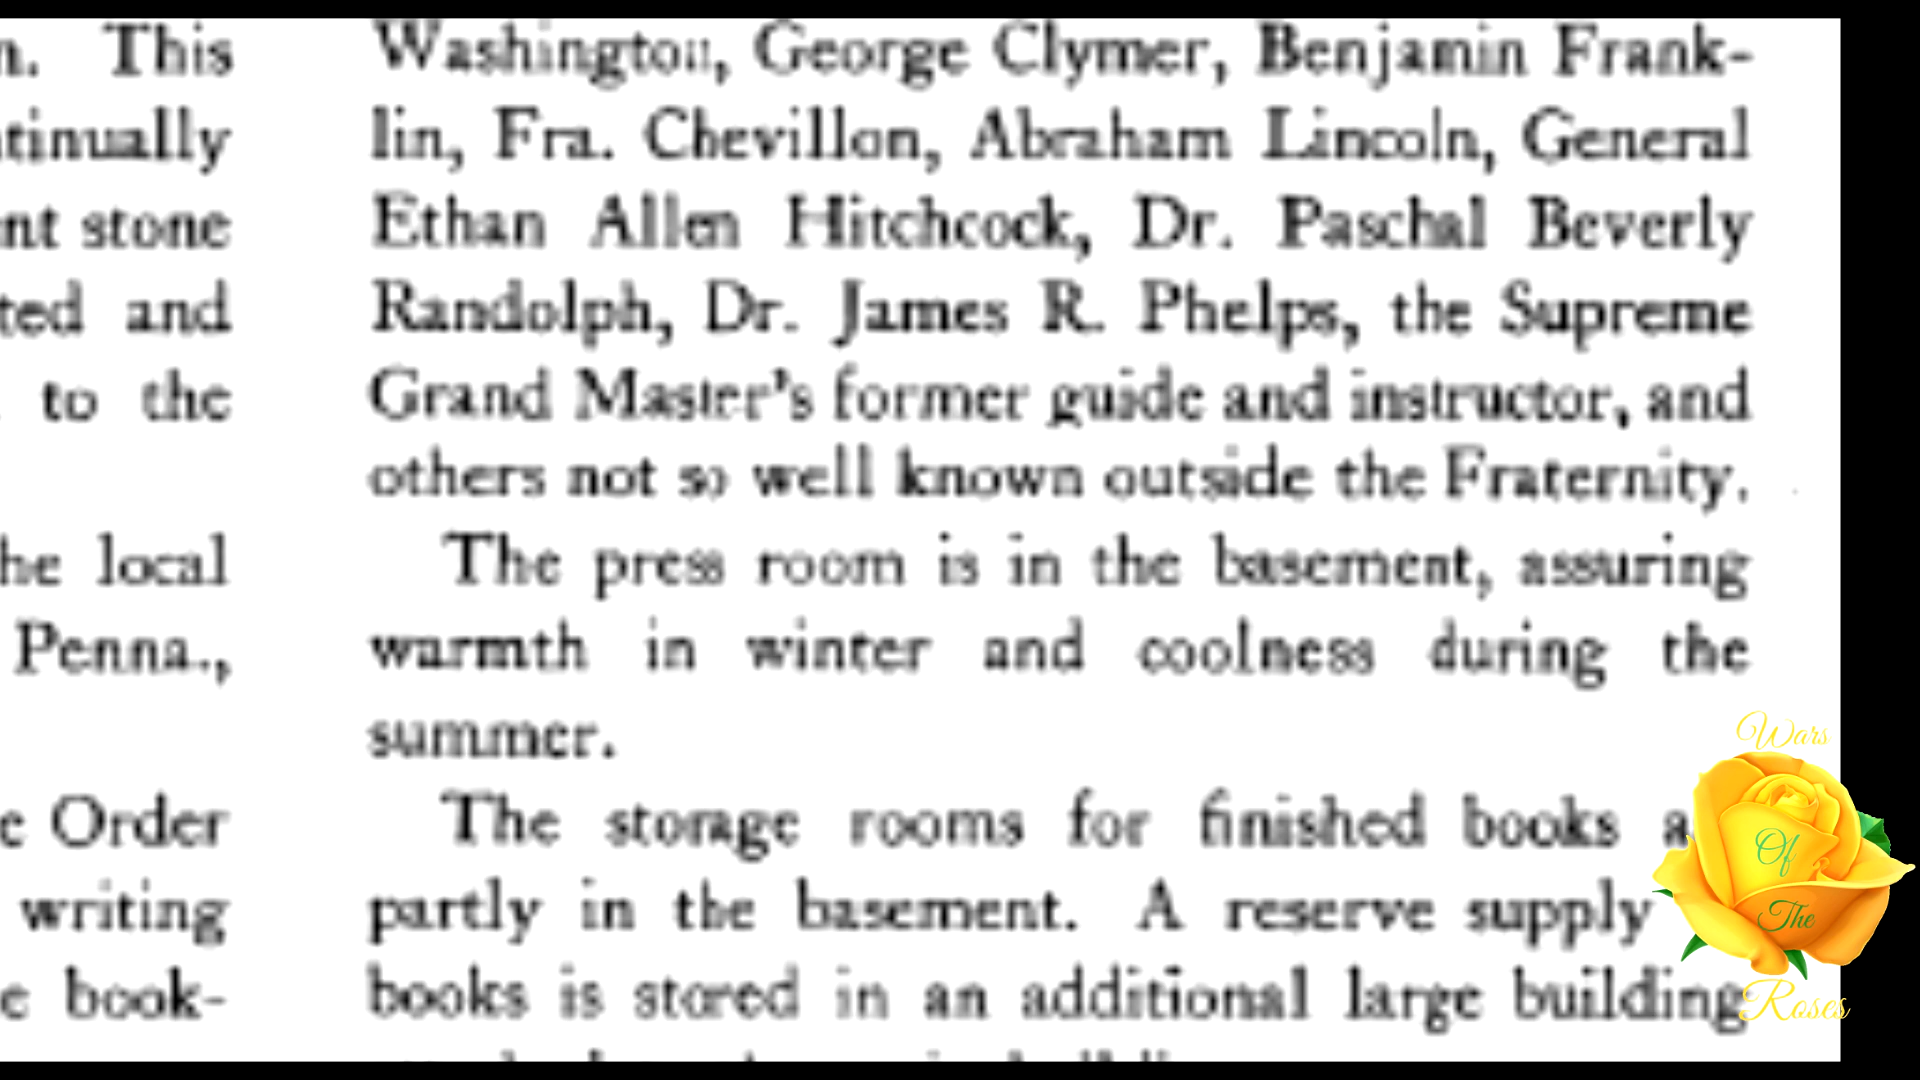 n. This
tinually
nt stone
ted and
to the
he local
Penna.,
e Order
writing
e book-
Washington, George Clymer, Benjamin Frank-
lin, Fra. Chevillon, Abraham Lincoln, General
Ethan Allen Hitchcock, Dr. Paschal Beverly
Randolph, Dr. James R. Phelps, the Supreme
Grand Master's former guide and instructor, and
others not so well known outside the Fraternity.
The press room is in the basement, assuring
warmth in winter and coolness during the
summer.
The storage rooms for finished books
partly in the basement. A reserve supply
books is stored in an additional large building
Wars
Of
The
Roses